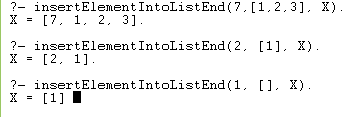 ?- insertElementIntoListEnd(7,[1,2,3], X).
X = [7, 1, 2, 3].
?- insertElementIntoListEnd(2, [1], X).
X = [2, 1].
?- insertElementIntoListEnd(1, [], X).
X = [1]